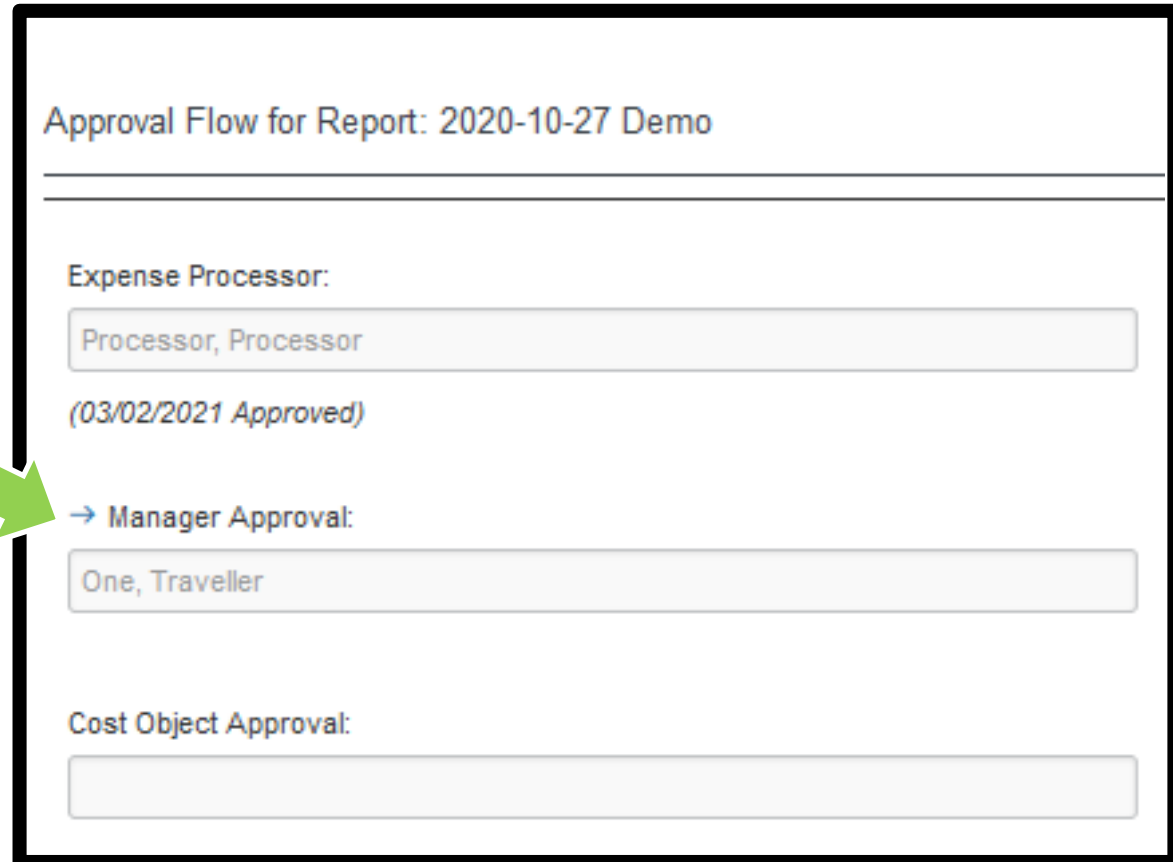 Approval Flow for Report: 2020-10-27 Demo
Expense Processor:
Processor, Processor
(03/02/2021 Approved)
→ Manager Approval:
One, Traveller
Cost Object Approval: